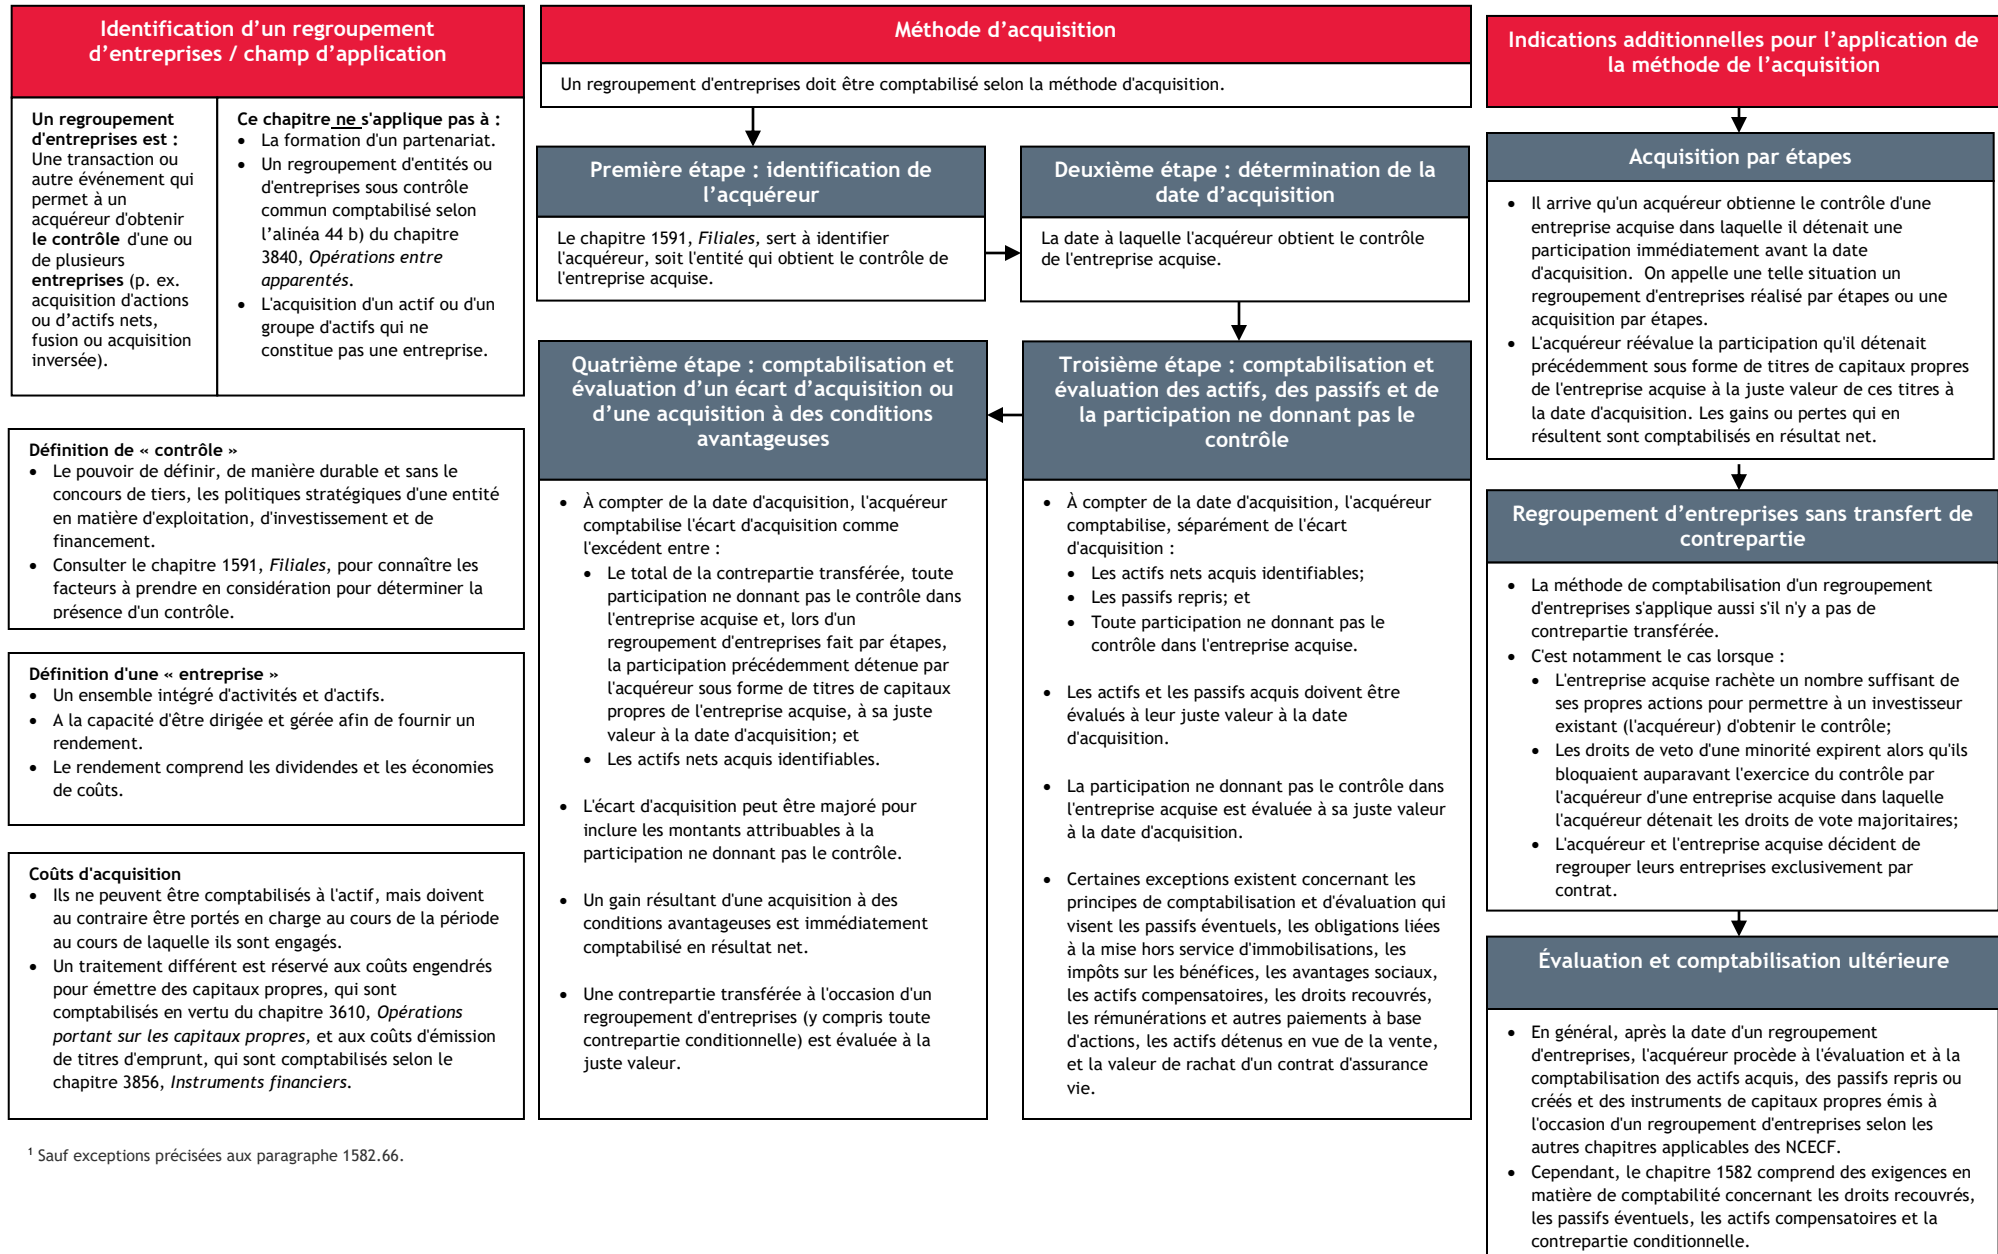 Identification d’un regroupement
d’entreprises / champ d’application
Un regroupement
d'entreprises est :
Une transaction ou
autre événement qui
permet à un
acquéreur d'obtenir
le contrôle d'une ou
de plusieurs
entreprises (p. ex.
acquisition d'actions
ou d’actifs nets,
fusion ou acquisition
inversée).
Ce chapitre ne s'applique pas à :
• La formation d'un partenariat.
• Un regroupement d'entités ou
d'entreprises sous contrôle
commun comptabilisé selon
l’alinéa 44 b) du chapitre
3840, Opérations entre
apparentés.
• L'acquisition d'un actif ou d'un
groupe d'actifs qui ne
constitue pas une entreprise.
Définition de « contrôle »
• Le pouvoir de définir, de manière durable et sans le
concours de tiers, les politiques stratégiques d'une entité
en matière d'exploitation, d'investissement et de
financement.
• Consulter le chapitre 1591, Filiales, pour connaître les
facteurs à prendre en considération pour déterminer la
présence d'un contrôle.
Définition d'une « entreprise »
• Un ensemble intégré d'activités et d'actifs.
• A la capacité d'être dirigée et gérée afin de fournir un
rendement.
• Le rendement comprend les dividendes et les économies
de coûts.
Coûts d'acquisition
• Ils ne peuvent être comptabilisés à l'actif, mais doivent
au contraire être portés en charge au cours de la période
au cours de laquelle ils sont engagés.
• Un traitement différent est réservé aux coûts engendrés
pour émettre des capitaux propres, qui sont
comptabilisés en vertu du chapitre 3610, Opérations
portant sur les capitaux propres, et aux coûts d'émission
de titres d'emprunt, qui sont comptabilisés selon le
chapitre 3856, Instruments financiers.
¹ Sauf exceptions précisées aux paragraphe 1582.66.
Méthode d’acquisition
Un regroupement d'entreprises doit être comptabilisé selon la méthode d'acquisition.
Première étape : identification de
l’acquéreur
Le chapitre 1591, Filiales, sert à identifier
l'acquéreur, soit l'entité qui obtient le contrôle de
l'entreprise acquise.
Deuxième étape : détermination de la
date d’acquisition
La date à laquelle l'acquéreur obtient le contrôle
de l'entreprise acquise.
Troisième étape : comptabilisation et
évaluation des actifs, des passifs et de
la participation ne donnant pas le
contrôle
• À compter de la date d'acquisition, l'acquéreur
comptabilise, séparément de l'écart
d'acquisition :
• Les actifs nets acquis identifiables;
• Les passifs repris; et
• Toute participation ne donnant pas le
contrôle dans l'entreprise acquise.
• Les actifs et les passifs acquis doivent être
évalués à leur juste valeur à la date
d'acquisition.
• La participation ne donnant pas le contrôle dans
l'entreprise acquise est évaluée à sa juste valeur
à la date d'acquisition.
• Certaines exceptions existent concernant les
principes de comptabilisation et d'évaluation qui
visent les passifs éventuels, les obligations liées
à la mise hors service d'immobilisations, les
impôts sur les bénéfices, les avantages sociaux,
les actifs compensatoires, les droits recouvrés,
les rémunérations et autres paiements à base
d'actions, les actifs détenus en vue de la vente,
et la valeur de rachat d'un contrat d'assurance
vie.
Quatrième étape : comptabilisation et
évaluation d’un écart d’acquisition ou
d’une acquisition à des conditions
avantageuses
• À compter de la date d'acquisition, l'acquéreur
comptabilise l'écart d'acquisition comme
l'excédent entre :
• Le total de la contrepartie transférée, toute
participation ne donnant pas le contrôle dans
l'entreprise acquise et, lors d'un
regroupement d'entreprises fait par étapes,
la participation précédemment détenue par
l'acquéreur sous forme de titres de capitaux
propres de l'entreprise acquise, à sa juste
valeur à la date d'acquisition; et
• Les actifs nets acquis identifiables.
• L'écart d'acquisition peut être majoré pour
inclure les montants attribuables à la
participation ne donnant pas le contrôle.
• Un gain résultant d'une acquisition à des
conditions avantageuses est immédiatement
comptabilisé en résultat net.
• Une contrepartie transférée à l'occasion d'un
regroupement d'entreprises (y compris toute
contrepartie conditionnelle) est évaluée à la
juste valeur.
Indications additionnelles pour l’application de
la méthode de l’acquisition
Acquisition par étapes
• Il arrive qu'un acquéreur obtienne le contrôle d'une
entreprise acquise dans laquelle il détenait une
participation immédiatement avant la date
d'acquisition. On appelle une telle situation un
regroupement d'entreprises réalisé par étapes ou une
acquisition par étapes.
• L'acquéreur réévalue la participation qu'il détenait
précédemment sous forme de titres de capitaux propres
de l'entreprise acquise à la juste valeur de ces titres à
la date d'acquisition. Les gains ou pertes qui en
résultent sont comptabilisés en résultat net.
Regroupement d’entreprises sans transfert de
contrepartie
• La méthode de comptabilisation d'un regroupement
d'entreprises s'applique aussi s'il n'y a pas de
contrepartie transférée.
• C'est notamment le cas lorsque :
• L'entreprise acquise rachète un nombre suffisant de
ses propres actions pour permettre à un investisseur
existant (l'acquéreur) d'obtenir le contrôle;
• Les droits de veto d'une minorité expirent alors qu'ils
bloquaient auparavant l'exercice du contrôle par
l'acquéreur d'une entreprise acquise dans laquelle
l'acquéreur détenait les droits de vote majoritaires;
• L'acquéreur et l'entreprise acquise décident de
regrouper leurs entreprises exclusivement par
contrat.
Évaluation et comptabilisation ultérieure
• En général, après la date d'un regroupement
d'entreprises, l'acquéreur procède à l'évaluation et à la
comptabilisation des actifs acquis, des passifs repris ou
créés et des instruments de capitaux propres émis à
l'occasion d'un regroupement d'entreprises selon les
autres chapitres applicables des NCECF.
• Cependant, le chapitre 1582 comprend des exigences en
matière de comptabilité concernant les droits recouvrés,
les passifs éventuels, les actifs compensatoires et la
contrepartie conditionnelle.